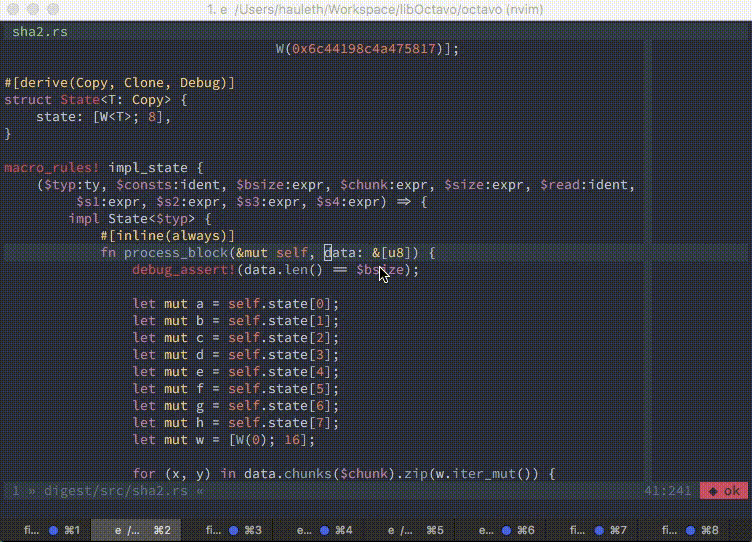 1. e  /Users/hauleth/Workspace/libOctavo/octavo (nvim)
sha2.rs
W(0x6c44198c4a475817)];
#[derive(Copy, Clone, Debug)]
struct State<T: Copy> {
state: [W<T>; 8],
}
macro_rules! impl_state {
($typ:ty, $consts:ident, $bsize:expr, $chunk:expr, $size:expr, $read:ident,
$s1:expr, $s2:expr, $s3:expr, $s4:expr) => {
impl State<$typ> {
#[inline(always)]
fn process_block(&mut self, data: &[u8]) {
debug_assert!(data.len() == $bsize);
let mut a = self.state[0];
let mut b = self.state[1];
let mut c = self.state[2];
let mut d = self.state[3];
let mut e = self.state[4];
let mut f = self.state[5];
let mut g = self.state[6];
let mut h = self.state[7];
let mut w = [W(0); 16];
for (x, y) in data.chunks($chunk).zip(w.iter_mut()) {
1 » digest/src/sha2.rs « 41:241 ◆ ok
fi... ⌘1 e /... ⌘2 fi... ⌘3 e... ⌘4 e /... ⌘5 e... ⌘6 fi... ⌘7 fi... ⌘8